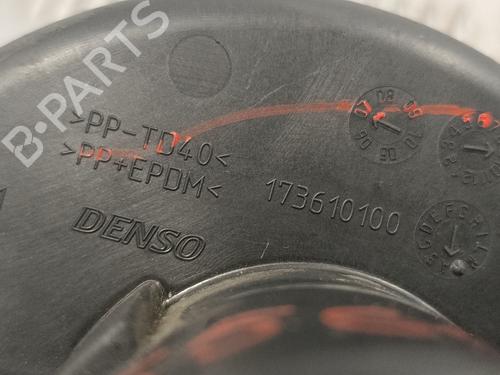 B-PARTS
>PP-TD40<
>PP+EPDM<
173610100
DENSO